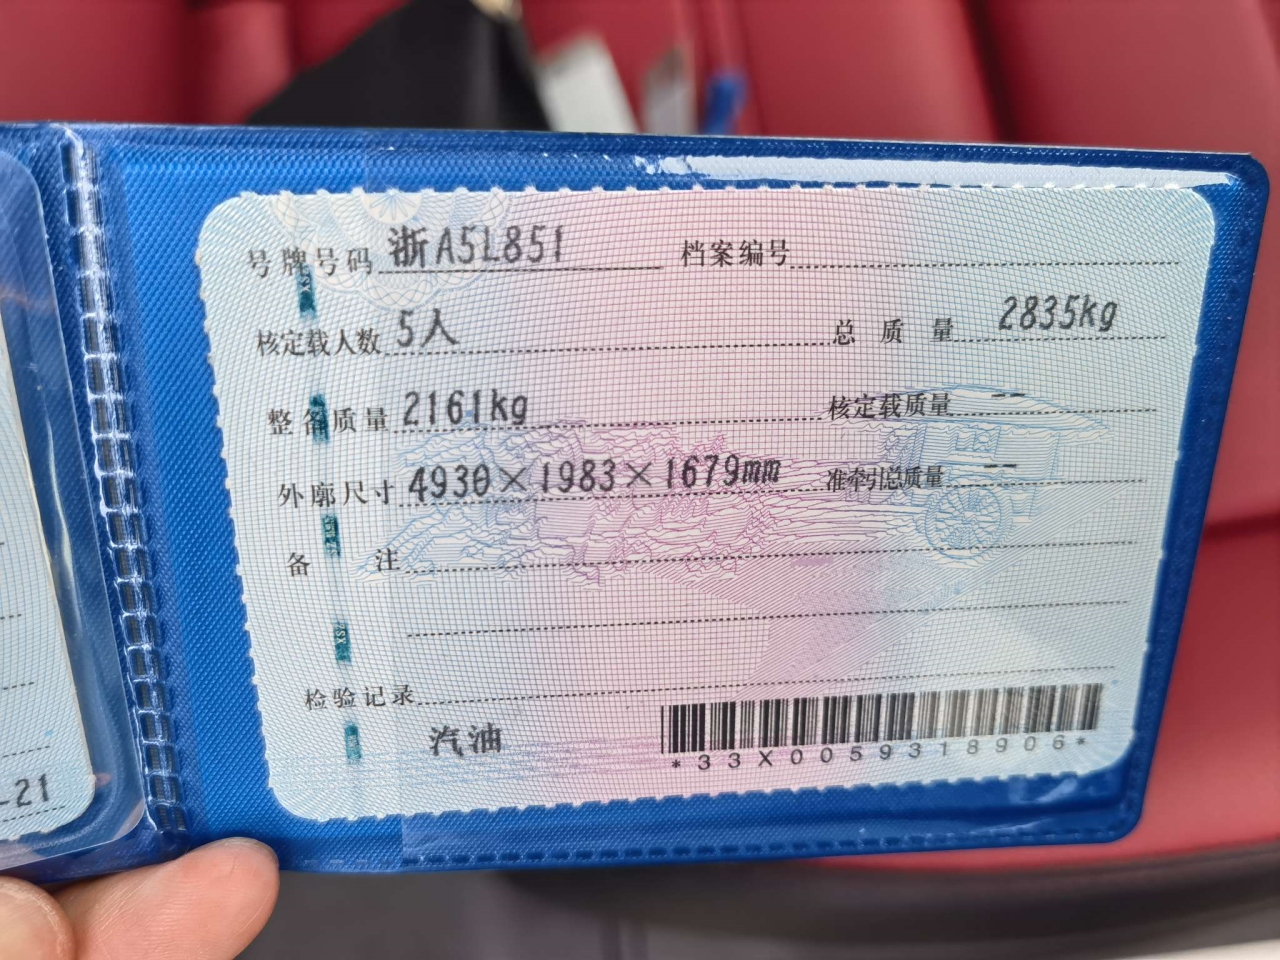 号牌号码 浙A5L851 档案编号
核定载人数 5人 总质量 2835kg
整备质量 2161kg 核定载质量 --
外廓尺寸 4930×1983×1679mm 准牵引总质量 --
备注
检验记录
汽油
*33X0059318906*
-21